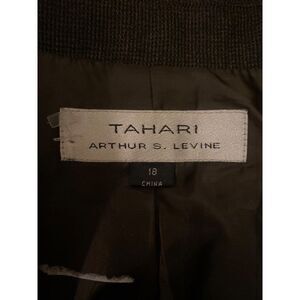 TAHARI
ARTHUR S. LEVINE
18
CHINA